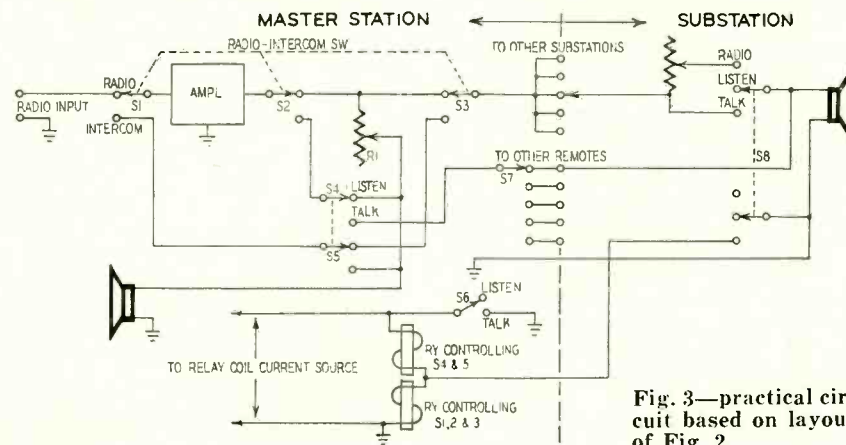 MASTER STATION
SUBSTATION
RADIO-INTERCOM SW
TO OTHER SUBSTATIONS
RADIO
LISTEN
TALK
RADIO
S1
AMPL
S2
S3
RADIO INPUT
INTERCOM
R1
TO OTHER REMOTES
S7
S8
S4
LISTEN
TALK
S5
S6
LISTEN
TALK
RY CONTROLLING
S4 & 5
TO RELAY COIL CURRENT SOURCE
RY CONTROLLING
S1,2 & 3
Fig. 3—practical cir-
cuit based on layout
of Fig. 2.